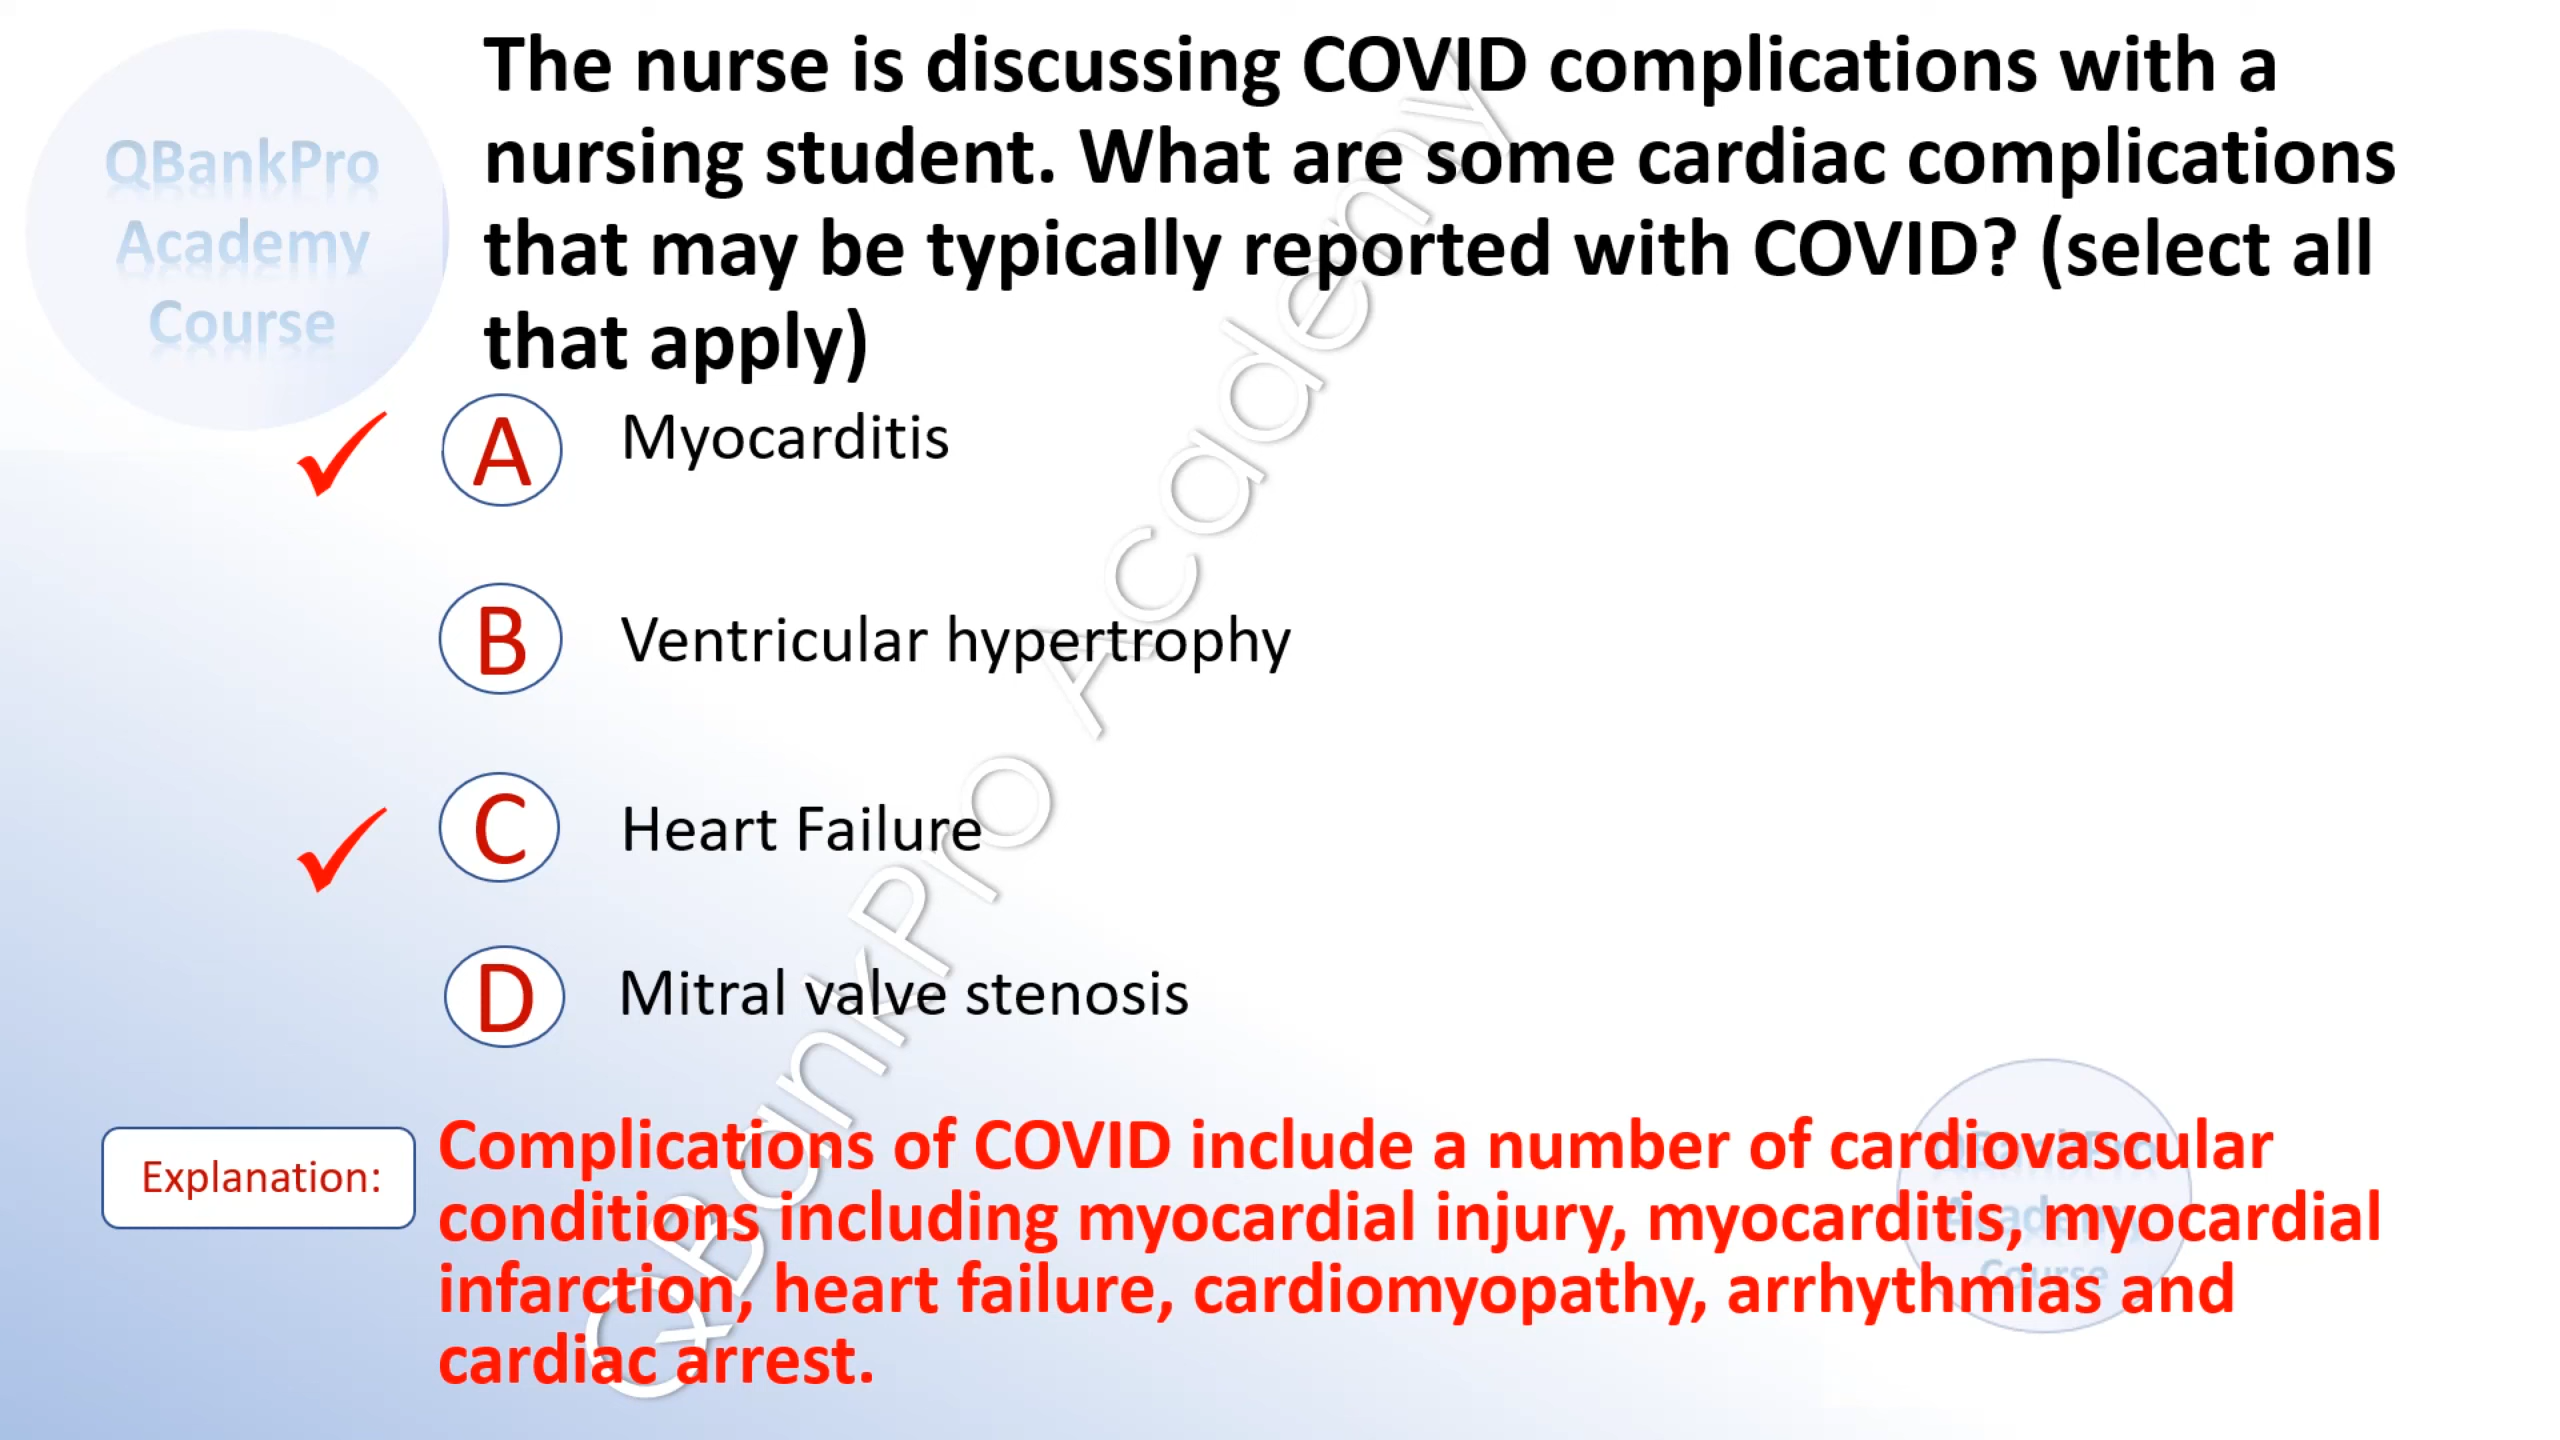 QBankPro
Academy
Course
The nurse is discussing COVID complications with a
nursing student. What are some cardiac complications
that may be typically reported with COVID? (select all
that apply)
A Myocarditis
B Ventricular hypertrophy
C Heart Failure
D Mitral valve stenosis
QBankPro Academy
Explanation:
Complications of COVID include a number of cardiovascular
conditions including myocardial injury, myocarditis, myocardial
infarction, heart failure, cardiomyopathy, arrhythmias and
cardiac arrest.
QBankPro
Academy
Course